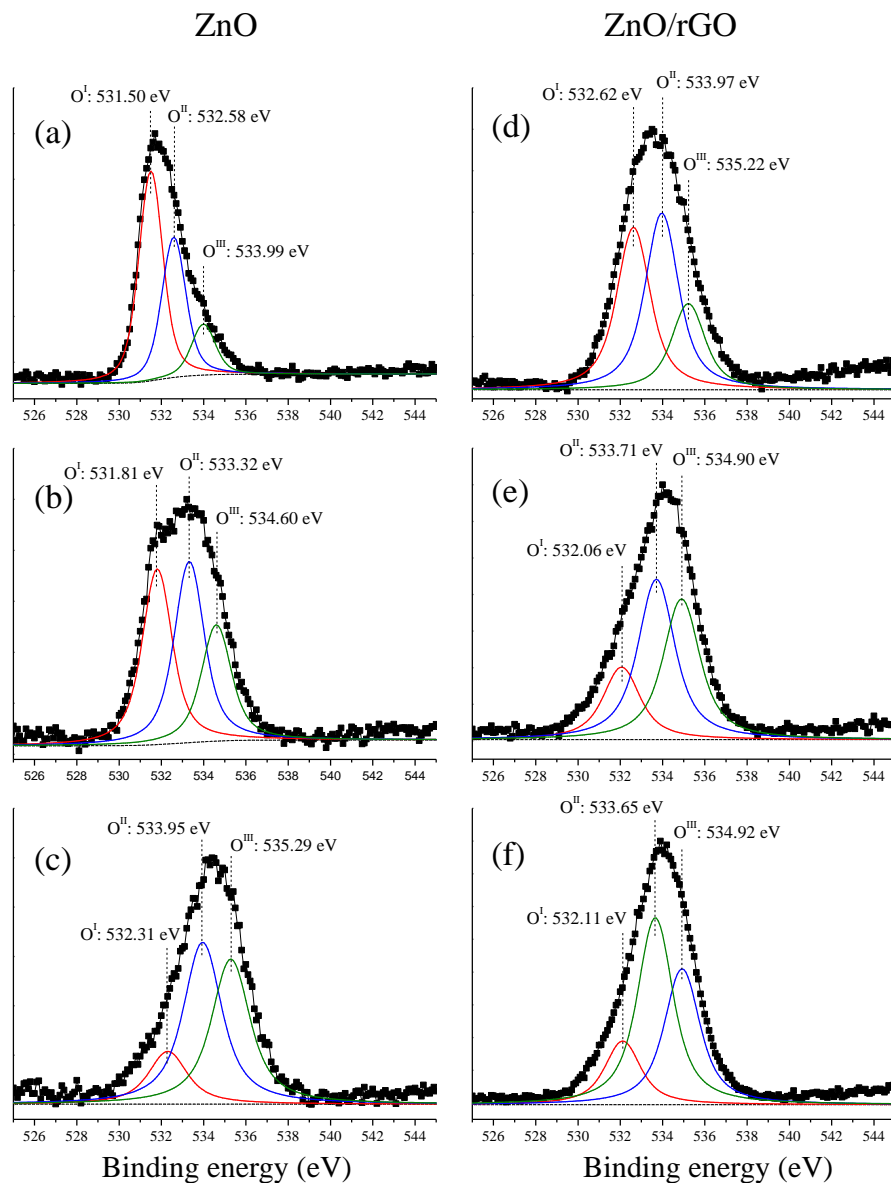 ZnO
ZnO/rGO
(a)
O^I: 531.50 eV
O^II: 532.58 eV
O^III: 533.99 eV
526 528 530 532 534 536 538 540 542 544
(d)
O^I: 532.62 eV
O^II: 533.97 eV
O^III: 535.22 eV
526 528 530 532 534 536 538 540 542 544
(b)
O^I: 531.81 eV
O^II: 533.32 eV
O^III: 534.60 eV
526 528 530 532 534 536 538 540 542 544
(e)
O^II: 533.71 eV
O^III: 534.90 eV
O^I: 532.06 eV
526 528 530 532 534 536 538 540 542 544
(c)
O^II: 533.95 eV
O^III: 535.29 eV
O^I: 532.31 eV
526 528 530 532 534 536 538 540 542 544
Binding energy (eV)
(f)
O^II: 533.65 eV
O^III: 534.92 eV
O^I: 532.11 eV
526 528 530 532 534 536 538 540 542 544
Binding energy (eV)